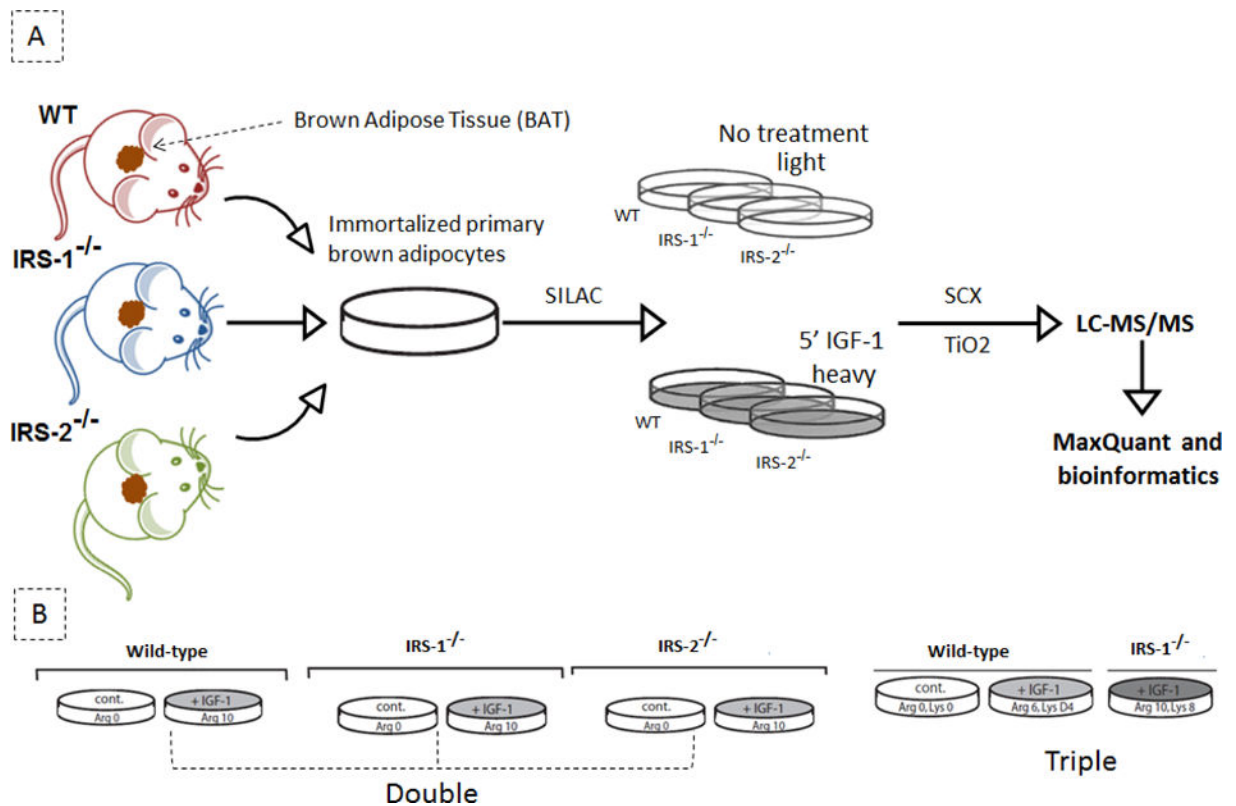 A
WT
Brown Adipose Tissue (BAT)
IRS-1-/-
IRS-2-/-
Immortalized primary
brown adipocytes
SILAC
No treatment
light
WT
IRS-1-/-
IRS-2-/-
5' IGF-1
heavy
WT
IRS-1-/-
IRS-2-/-
SCX
TiO2
LC-MS/MS
MaxQuant and
bioinformatics
B
Wild-type
cont.
Arg 0
+ IGF-1
Arg 10
IRS-1-/-
cont.
Arg 0
+ IGF-1
Arg 10
IRS-2-/-
cont.
Arg 0
+ IGF-1
Arg 10
Double
Wild-type
cont.
Arg 0, Lys 0
+ IGF-1
Arg 6, Lys D4
IRS-1-/-
+ IGF-1
Arg 10, Lys 8
Triple